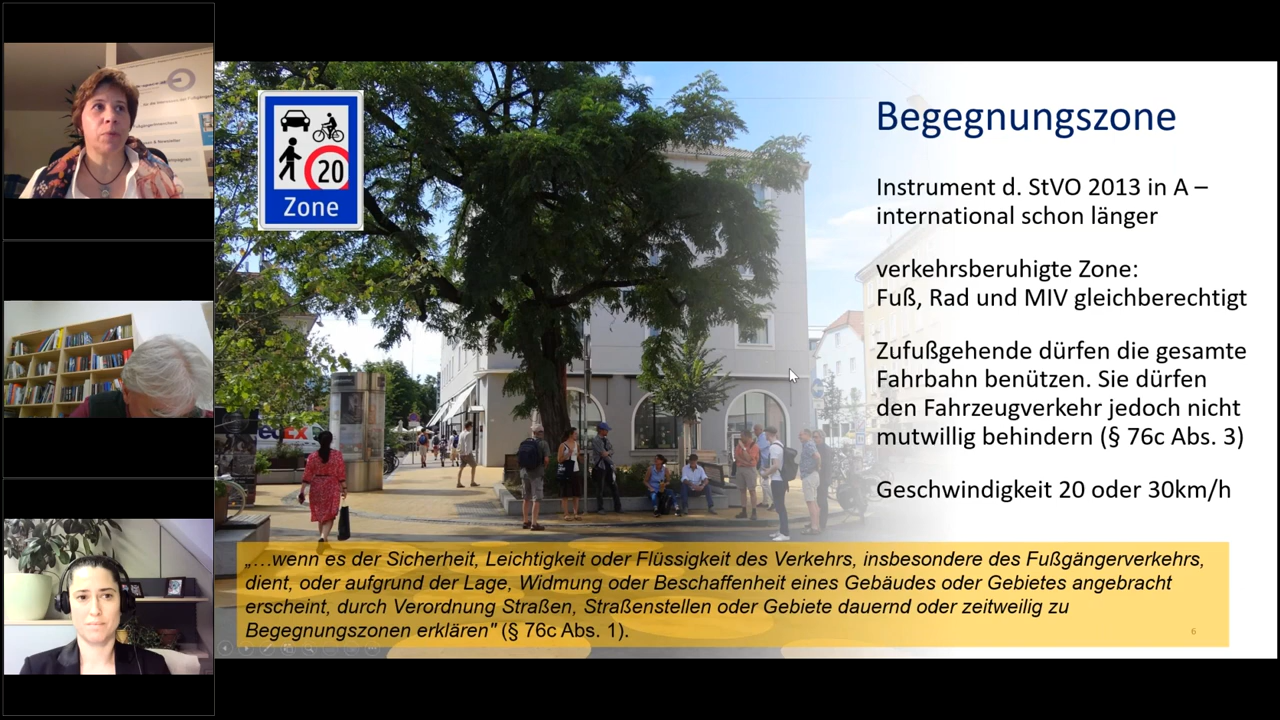 20
Zone
Begegnungszone
Instrument d. StVO 2013 in A –
international schon länger
verkehrsberuhigte Zone:
Fuß, Rad und MIV gleichberechtigt
Zufußgehende dürfen die gesamte
Fahrbahn benützen. Sie dürfen
den Fahrzeugverkehr jedoch nicht
mutwillig behindern (§ 76c Abs. 3)
Geschwindigkeit 20 oder 30km/h
„…wenn es der Sicherheit, Leichtigkeit oder Flüssigkeit des Verkehrs, insbesondere des Fußgängerverkehrs,
dient, oder aufgrund der Lage, Widmung oder Beschaffenheit eines Gebäudes oder Gebietes angebracht
erscheint, durch Verordnung Straßen, Straßenstellen oder Gebiete dauernd oder zeitweilig zu
Begegnungszonen erklären" (§ 76c Abs. 1).
6